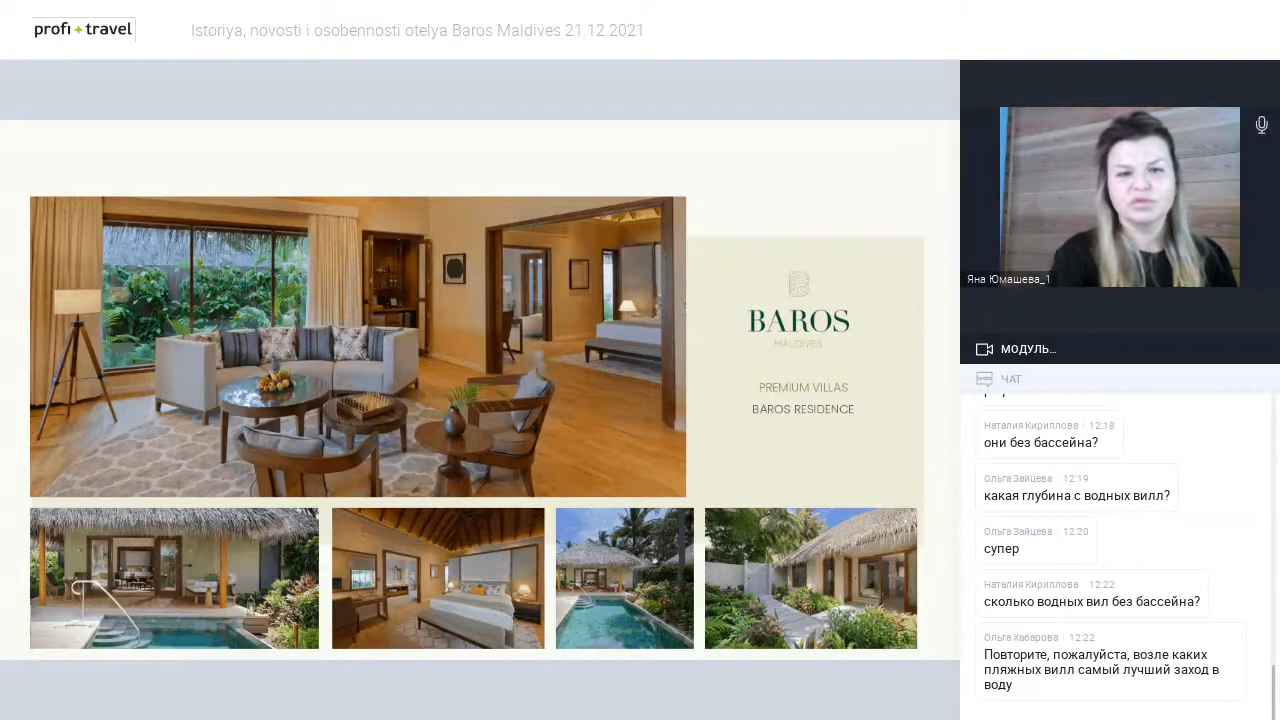 profi + travel
Istoriya, novosti i osobennosti otelya Baros Maldives 21.12.2021
BAROS
MALDIVES
PREMIUM VILLAS
BAROS RESIDENCE
Яна Юмашева_1
МОДУЛЬ...
ЧАТ
Наталия Кириллова 12:18
они без бассейна?
Ольга Зайцева 12:19
какая глубина с водных вилл?
Ольга Зайцева 12:20
супер
Наталия Кириллова 12:22
сколько водных вил без бассейна?
Ольга Хабарова 12:22
Повторите, пожалуйста, возле каких
пляжных вилл самый лучший заход в
воду